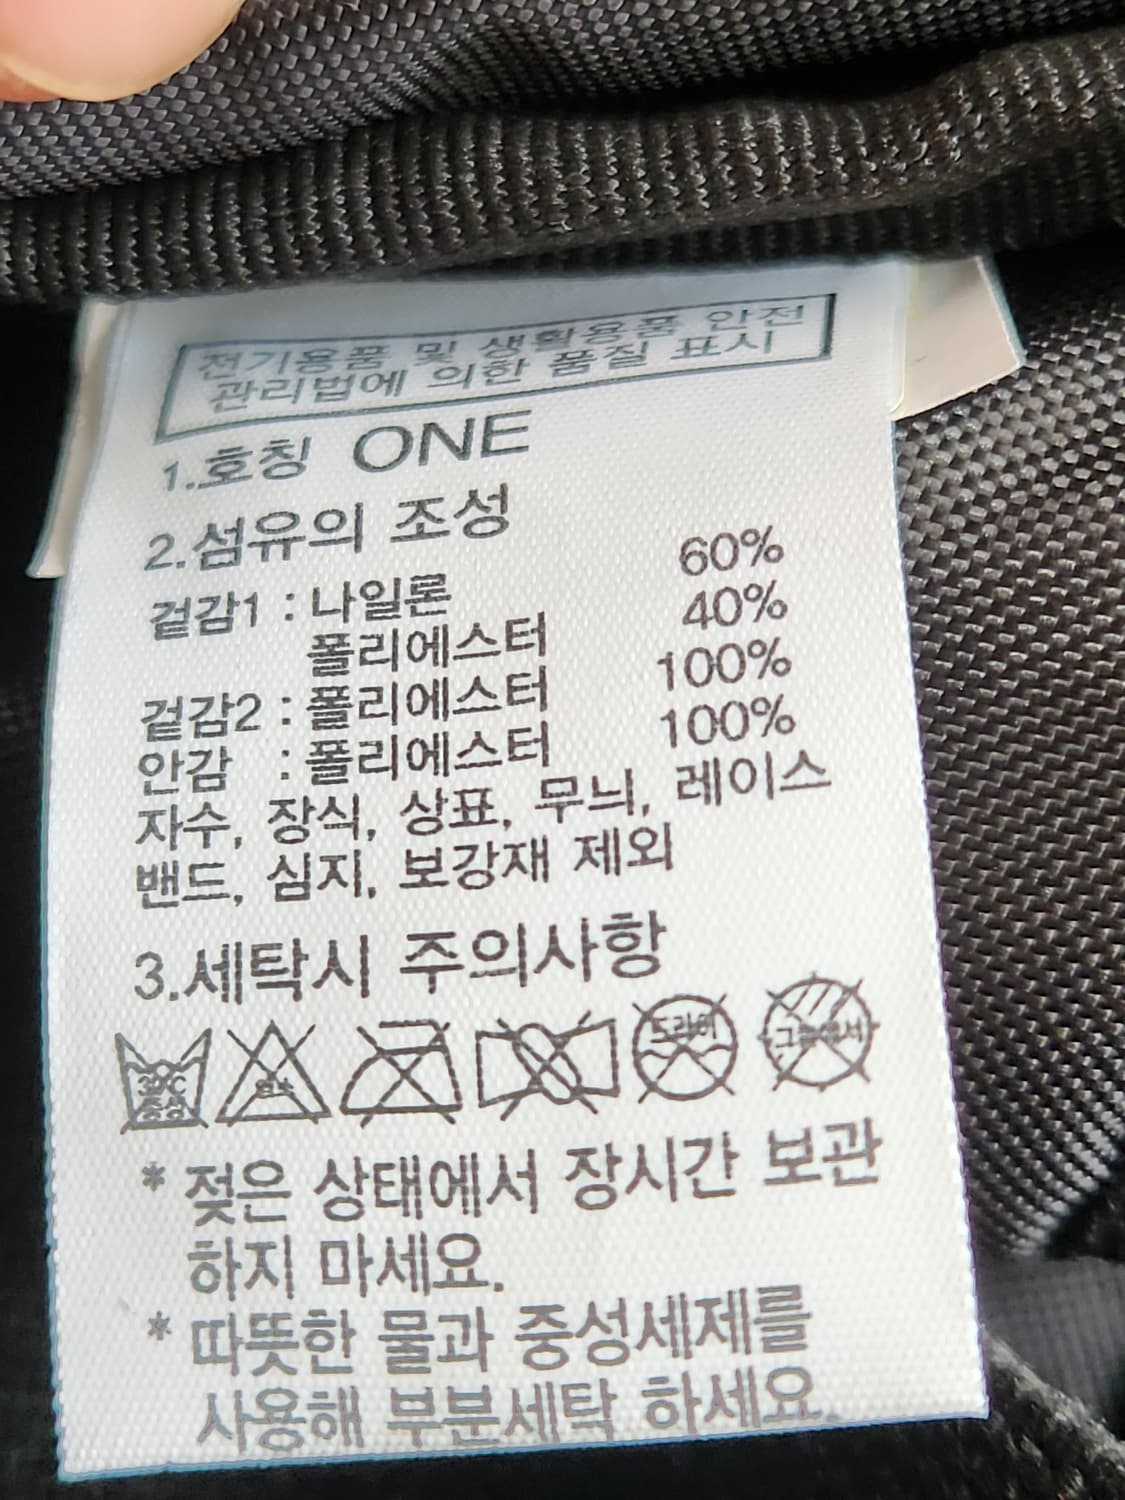 전기용품 및 생활용품 안전
관리법에 의한 품질 표시
1.호칭 ONE
2.섬유의 조성
겉감1 : 나일론 60%
폴리에스터 40%
겉감2 : 폴리에스터 100%
안감 : 폴리에스터 100%
자수, 장식, 상표, 무늬, 레이스
밴드, 심지, 보강재 제외
3.세탁시 주의사항
드라이
* 젖은 상태에서 장시간 보관
하지 마세요.
* 따뜻한 물과 중성세제를
사용해 부분세탁 하세요.